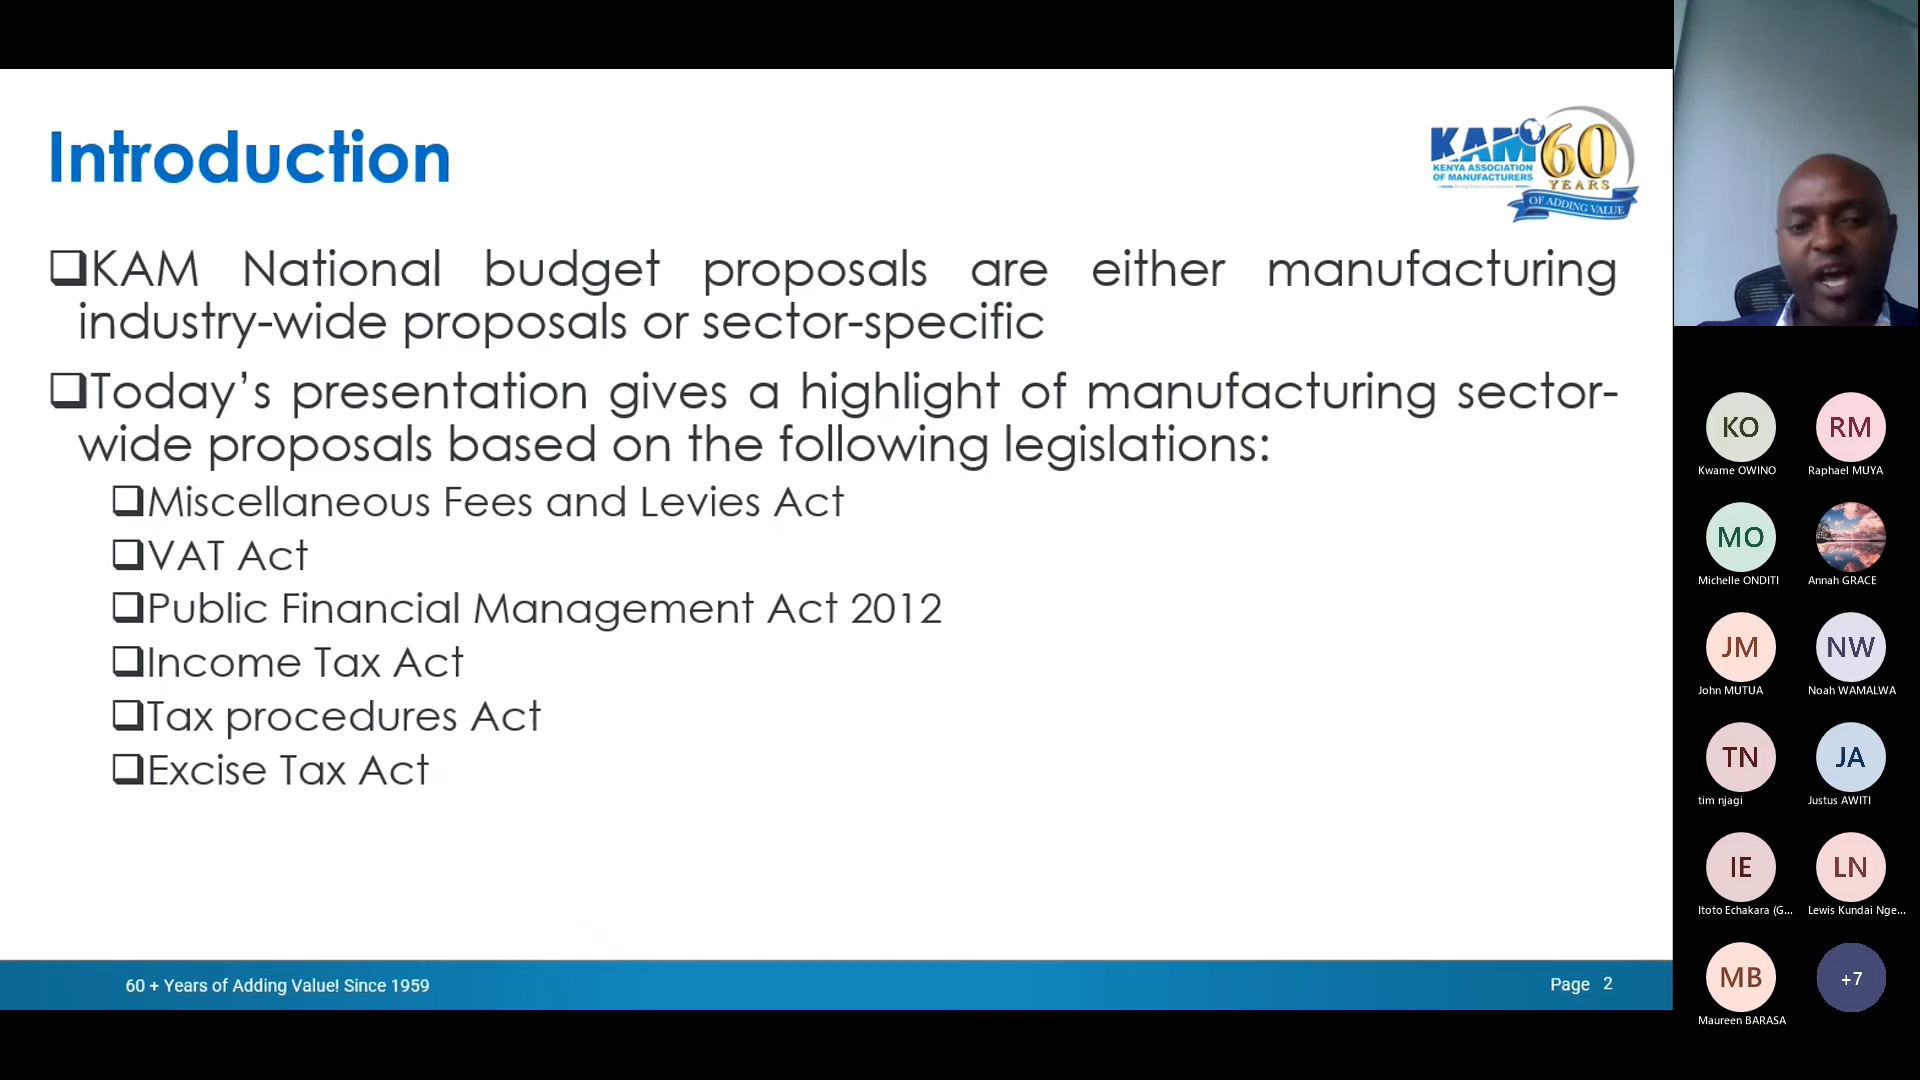 Introduction
KAM 60
KENYA ASSOCIATION
OF MANUFACTURERS
YEARS
OF ADDING VALUE
❑KAM National budget proposals are either manufacturing
industry-wide proposals or sector-specific
❑Today’s presentation gives a highlight of manufacturing sector-
wide proposals based on the following legislations:
❑Miscellaneous Fees and Levies Act
❑VAT Act
❑Public Financial Management Act 2012
❑Income Tax Act
❑Tax procedures Act
❑Excise Tax Act
60 + Years of Adding Value! Since 1959
Page 2
KO RM
Kwame OWINO Raphael MUYA
MO
Michelle ONDITI Annah GRACE
JM NW
John MUTUA Noah WAMALWA
TN JA
tim njagi Justus AWITI
IE LN
Itoto Echakara (G... Lewis Kundai Nge...
MB +7
Maureen BARASA